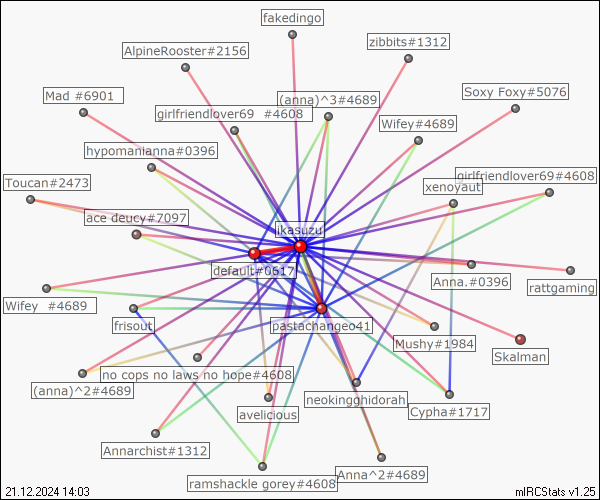 fakedingo
zibbits#1312
AlpineRooster#2156
Soxy Foxy#5076
Mad #6901
(anna)^3#4689
girlfriendlover69 #4608
Wifey#4689
hypomanianna#0396
girlfriendlover69#4608
Toucan#2473
xenoyaut
ace deucy#7097
ikasuzu
default#0617
Anna.#0396
rattgaming
Wifey #4689
frisout
pastachangeo41
Mushy#1984
Skalman
no cops no laws no hope#4608
(anna)^2#4689
neokingghidorah
avelicious
Cypha#1717
Annarchist#1312
Anna^2#4689
ramshackle gorey#4608
21.12.2024 14:03
mIRCStats v1.25